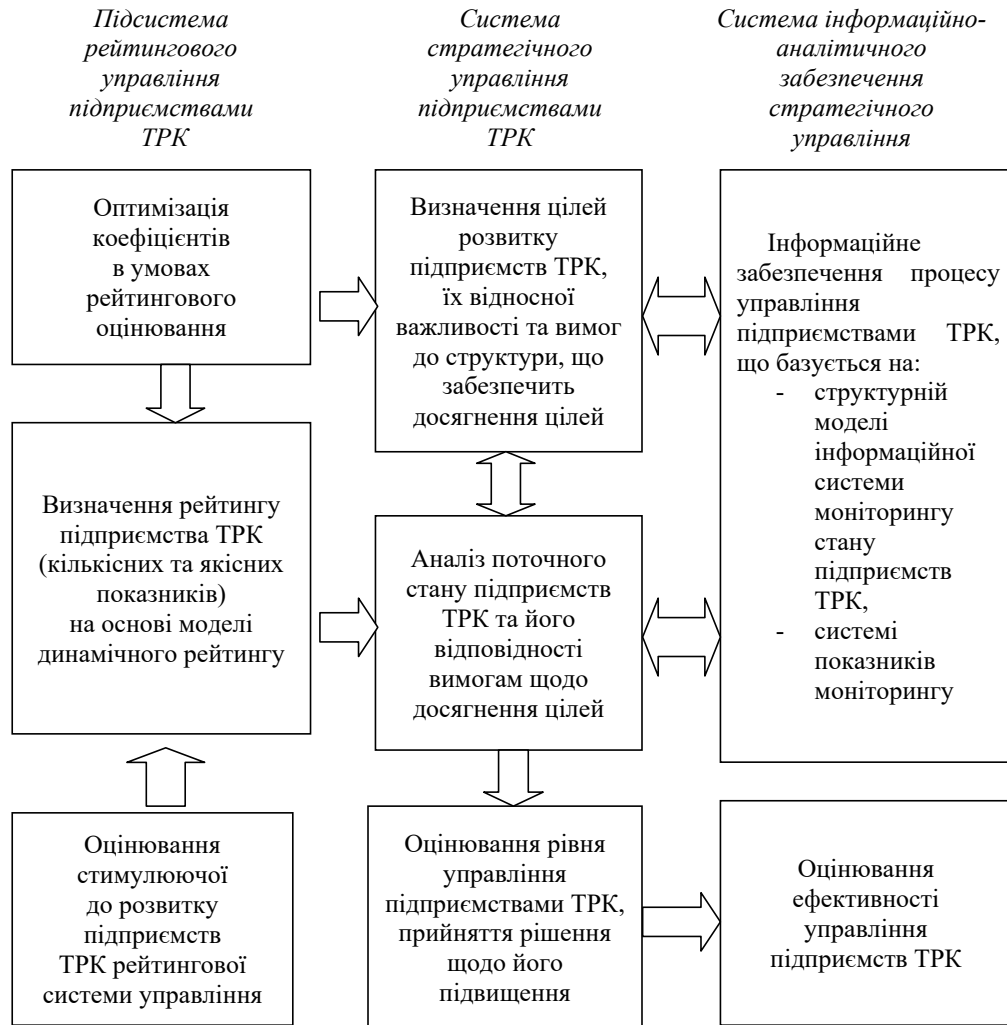 Підсистема
рейтингового
управління
підприємствами
ТРК
Система
стратегічного
управління
підприємствами
ТРК
Система інформаційно-
аналітичного
забезпечення
стратегічного
управління
Оптимізація
коефіцієнтів
в умовах
рейтингового
оцінювання
Визначення цілей
розвитку
підприємств ТРК,
їх відносної
важливості та вимог
до структури, що
забезпечить
досягнення цілей
Інформаційне
забезпечення процесу
управління
підприємствами ТРК,
що базується на:
- структурній
моделі
інформаційної
системи
моніторингу
стану
підприємств
ТРК,
- системі
показників
моніторингу
Визначення рейтингу
підприємства ТРК
(кількісних та якісних
показників)
на основі моделі
динамічного рейтингу
Аналіз поточного
стану підприємств
ТРК та його
відповідності
вимогам щодо
досягнення цілей
Оцінювання
стимулюючої
до розвитку
підприємств
ТРК рейтингової
системи управління
Оцінювання рівня
управління
підприємствами ТРК,
прийняття рішення
щодо його
підвищення
Оцінювання
ефективності
управління
підприємств ТРК